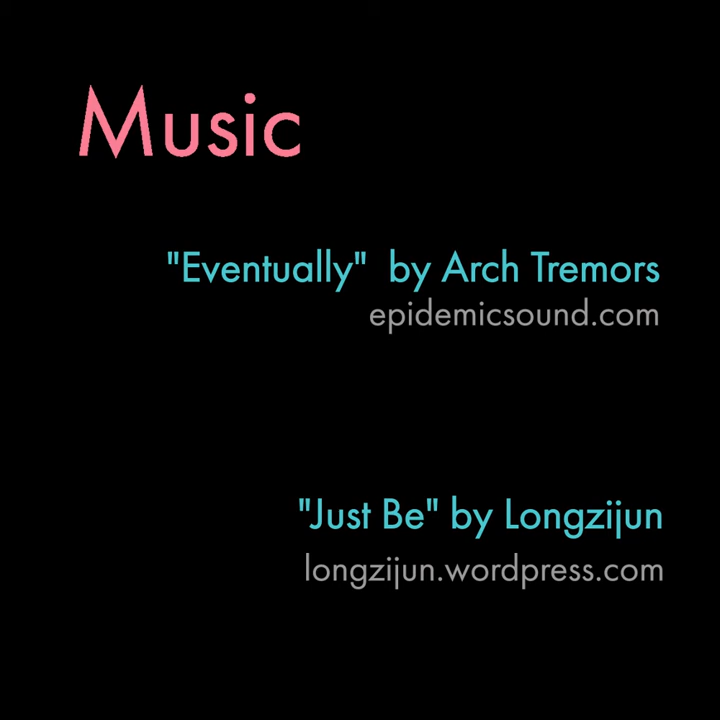 Music
"Eventually"  by Arch Tremors
epidemicsound.com
"Just Be" by Longzijun
longzijun.wordpress.com